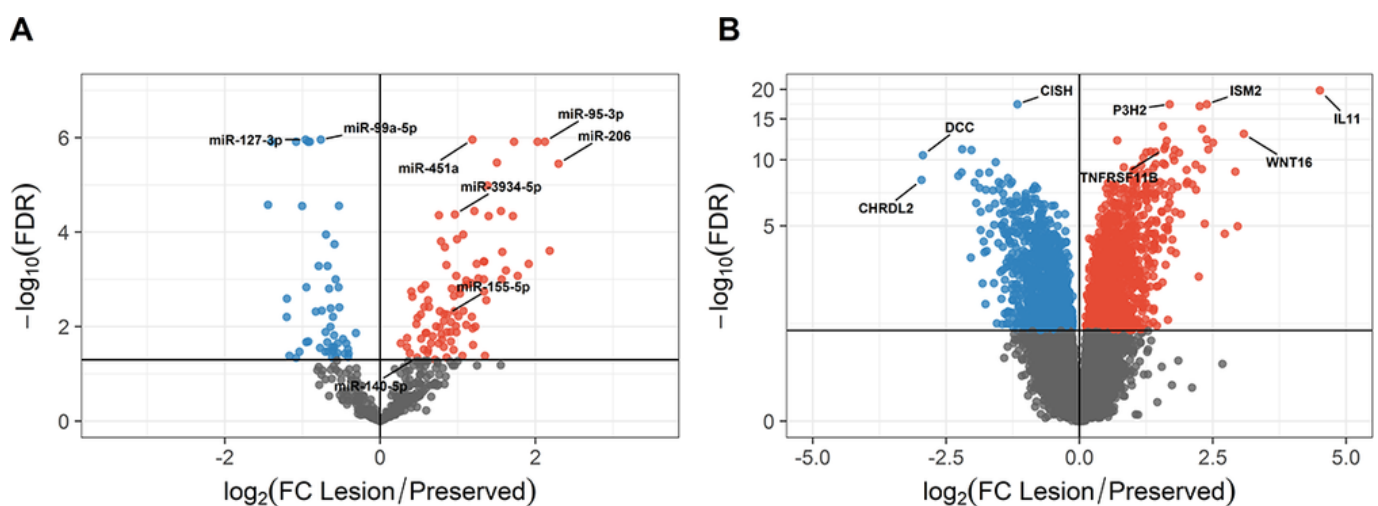 A
B
−log10(FDR)
6
4
2
0
miR-127-3p
miR-99a-5p
miR-95-3p
miR-206
miR-451a
miR-3934-5p
miR-155-5p
miR-140-5p
-2
0
2
log2(FC Lesion/Preserved)
−log10(FDR)
20
15
10
5
0
CISH
P3H2
ISM2
IL11
DCC
WNT16
TNFRSF11B
CHRDL2
-5.0
-2.5
0.0
2.5
5.0
log2(FC Lesion/Preserved)